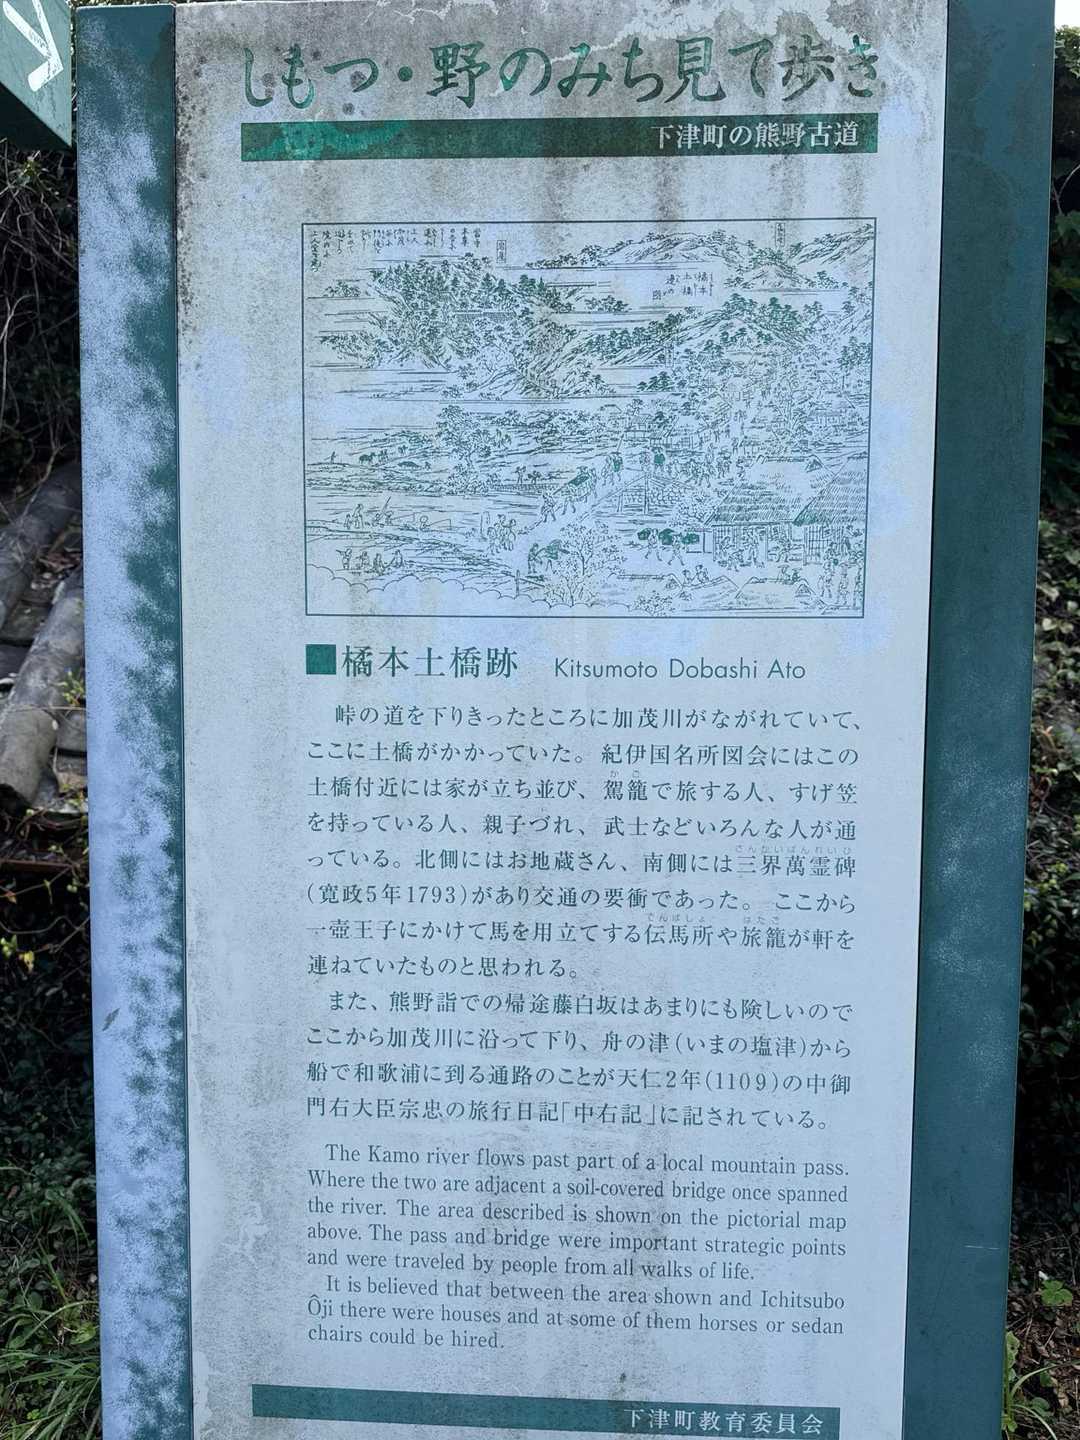 しもつ・野のみち見て歩き
下津町の熊野古道
橘本
土橋
■橘本土橋跡 Kitsumoto Dobashi Ato
峠の道を下りきったところに加茂川がながれていて、
ここに土橋がかかっていた。紀伊国名所図会にはこの
土橋付近には家が立ち並び、駕籠で旅する人、すげ笠
を持っている人、親子づれ、武士などいろんな人が通
っている。北側にはお地蔵さん、南側には三界萬霊碑
(寛政5年1793)があり交通の要衝であった。ここから
一壺王子にかけて馬を用立てする伝馬所や旅籠が軒を
連ねていたものと思われる。
また、熊野詣での帰途藤白坂はあまりにも険しいので
ここから加茂川に沿って下り、舟の津(いまの塩津)から
船で和歌浦に到る通路のことが天仁2年(1109)の中御
門右大臣宗忠の旅行日記「中右記」に記されている。
The Kamo river flows past part of a local mountain pass.
Where the two are adjacent a soil-covered bridge once spanned
the river. The area described is shown on the pictorial map
above. The pass and bridge were important strategic points
and were traveled by people from all walks of life.
It is believed that between the area shown and Ichitsubo
Ôji there were houses and at some of them horses or sedan
chairs could be hired.
下津町教育委員会